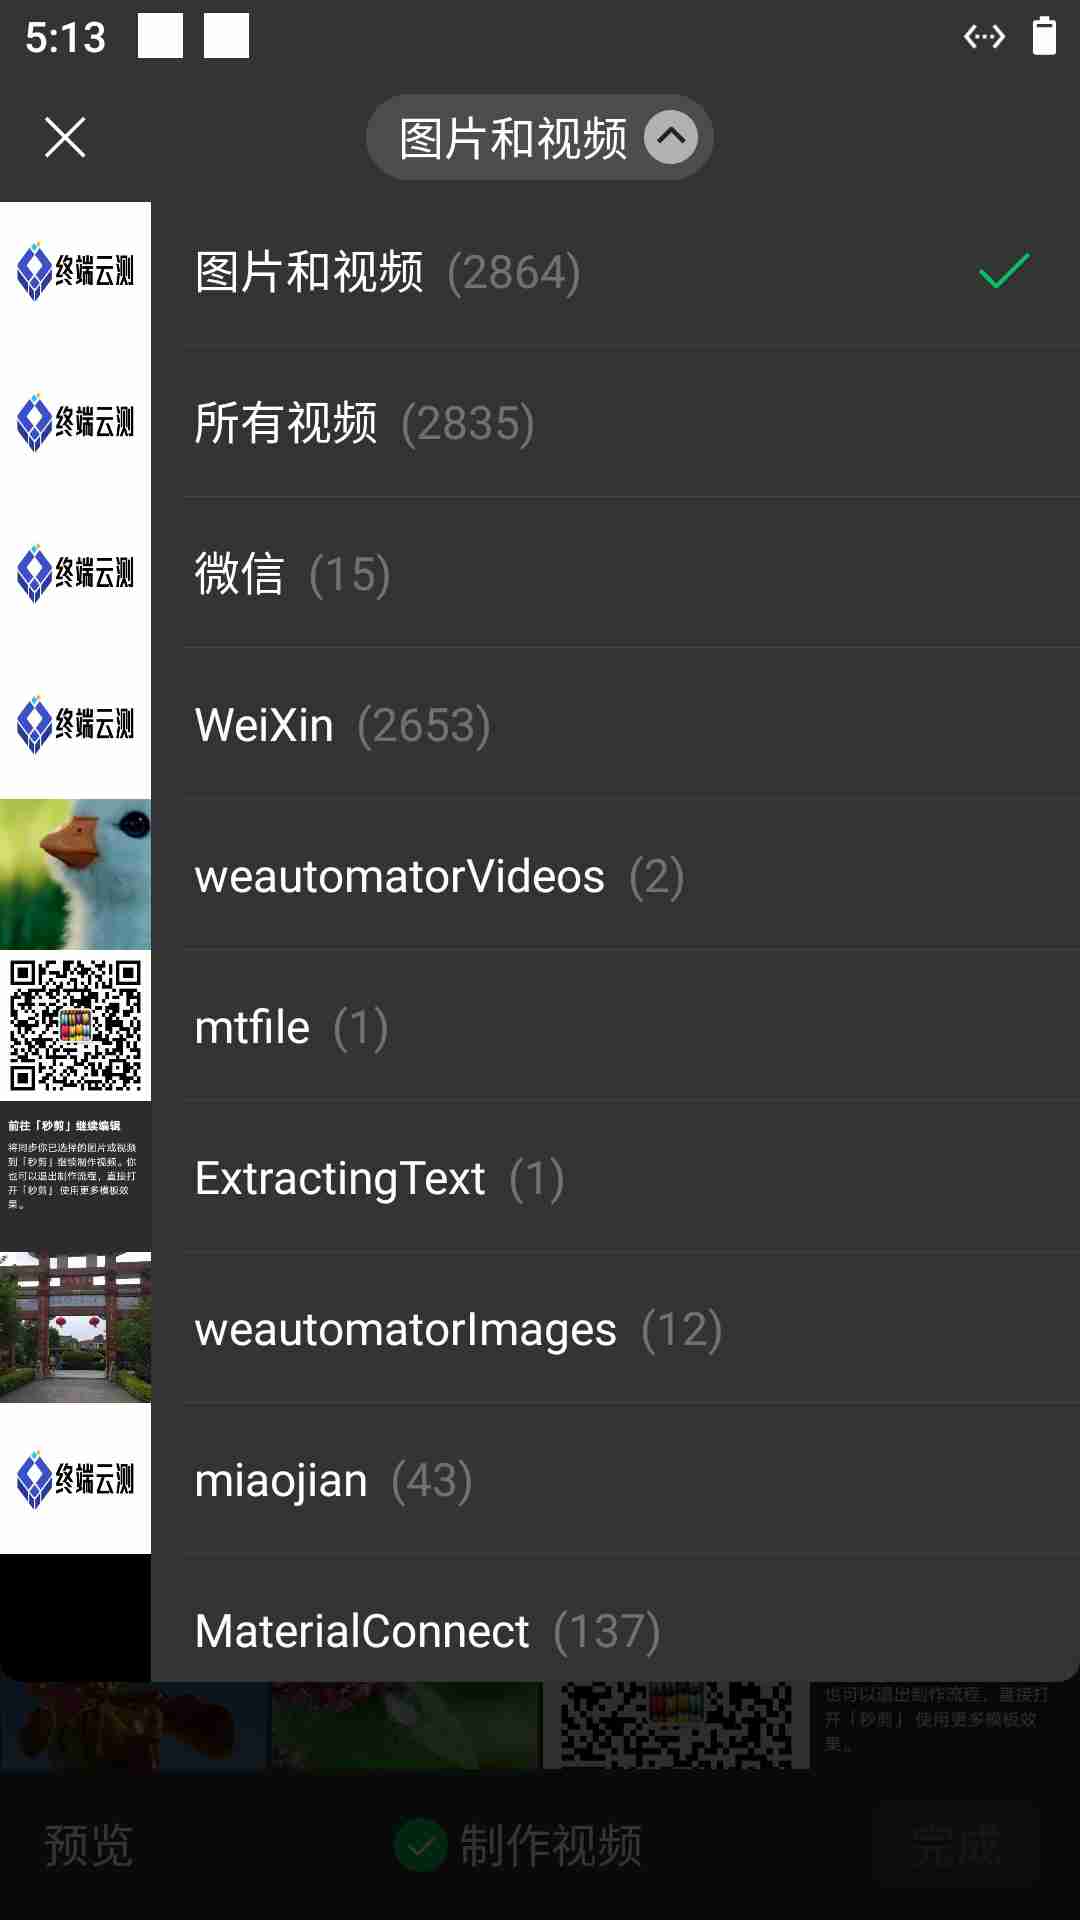 5:13
图片和视频
终端云测
图片和视频 (2864)
终端云测
所有视频 (2835)
终端云测
微信 (15)
终端云测
WeiXin (2653)
weautomatorVideos (2)
mtfile (1)
前往「秒剪」继续编辑
将同步你已选择的图片或视频
到「秒剪」继续制作视频。你
也可以退出制作流程，直接打
开「秒剪」使用更多模板效
果。
ExtractingText (1)
weautomatorImages (12)
终端云测
miaojian (43)
MaterialConnect (137)
也可以退出制作流程，直接打
开「秒剪」使用更多模板效
果。
预览
制作视频
完成